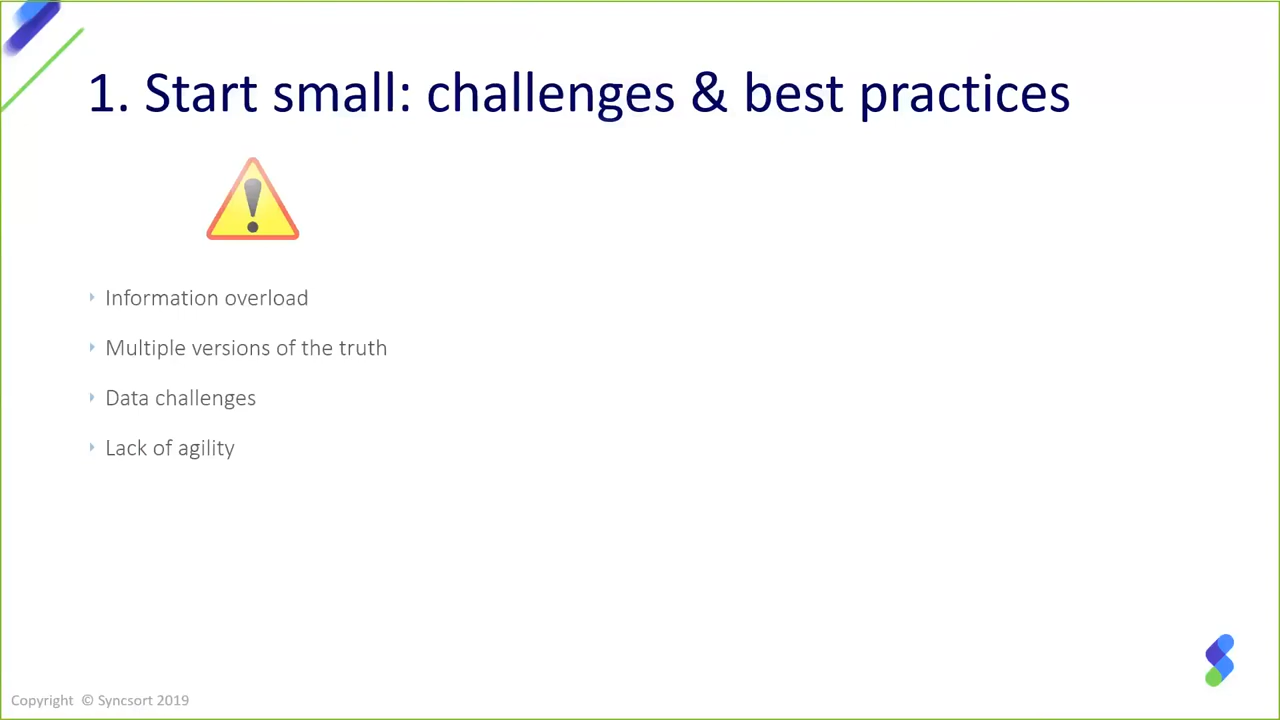 1. Start small: challenges & best practices
Information overload
Multiple versions of the truth
Data challenges
Lack of agility
Copyright © Syncsort 2019